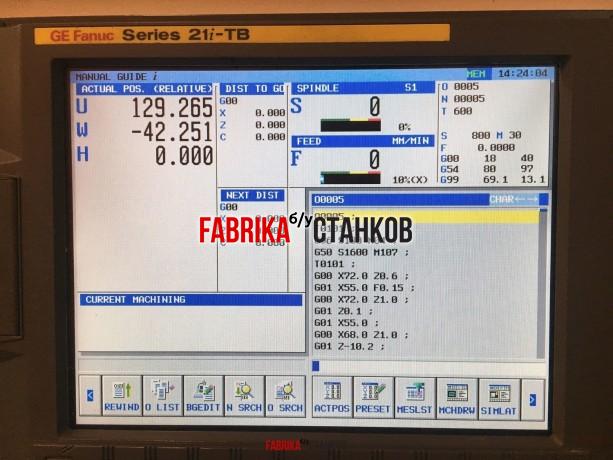 GE Fanuc Series 21i-TB
MANUAL GUIDE i MEM 14:24:04
ACTUAL POS. (RELATIVE) DIST TO GO SPINDLE S1 O 0005
U 129.265 G00 S 0 N 00005
W -42.251 X 0.000 0% T 600
H 0.000 Z 0.000 FEED MM/MIN S 800 M 30
C 0.000 F 0 F 0.0000
10%(X) G00 18 40
G54 80 97
G99 69.1 13.1
NEXT DIST
G00
O0005 CHAR←→
FABRIKA б/у СТАНКОВ
G50 S1600 M107 ;
T0101 ;
G00 X72.0 Z0.6 ;
G01 X55.0 F0.15 ;
G00 X72.0 Z1.0 ;
G01 Z0.1 ;
G01 X55.0 ;
G00 X68.0 Z1.0 ;
G01 Z-10.2 ;
CURRENT MACHINING
< REWIND O LIST BGEDIT N SRCH O SRCH ACTPOS PRESET MESLST MCHDRW SIMLAT >
FABRIKA